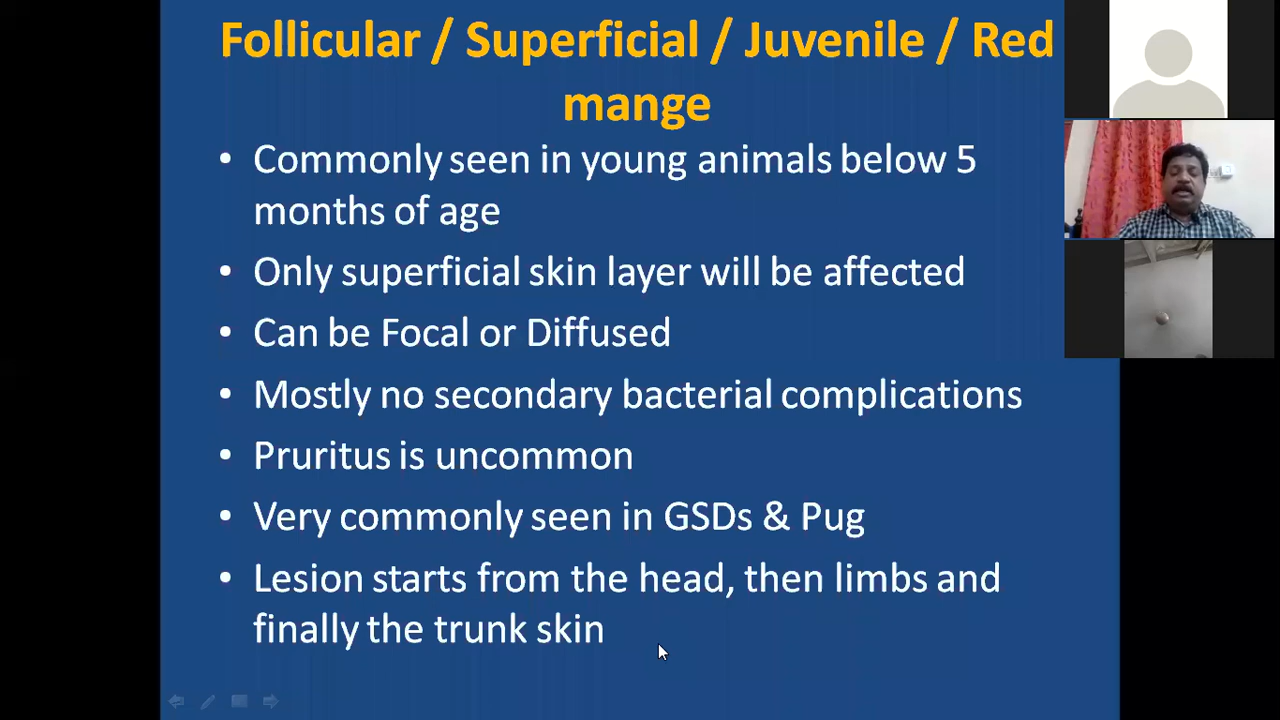 Follicular / Superficial / Juvenile / Red
mange
• Commonly seen in young animals below 5
months of age
• Only superficial skin layer will be affected
• Can be Focal or Diffused
• Mostly no secondary bacterial complications
• Pruritus is uncommon
• Very commonly seen in GSDs & Pug
• Lesion starts from the head, then limbs and
finally the trunk skin